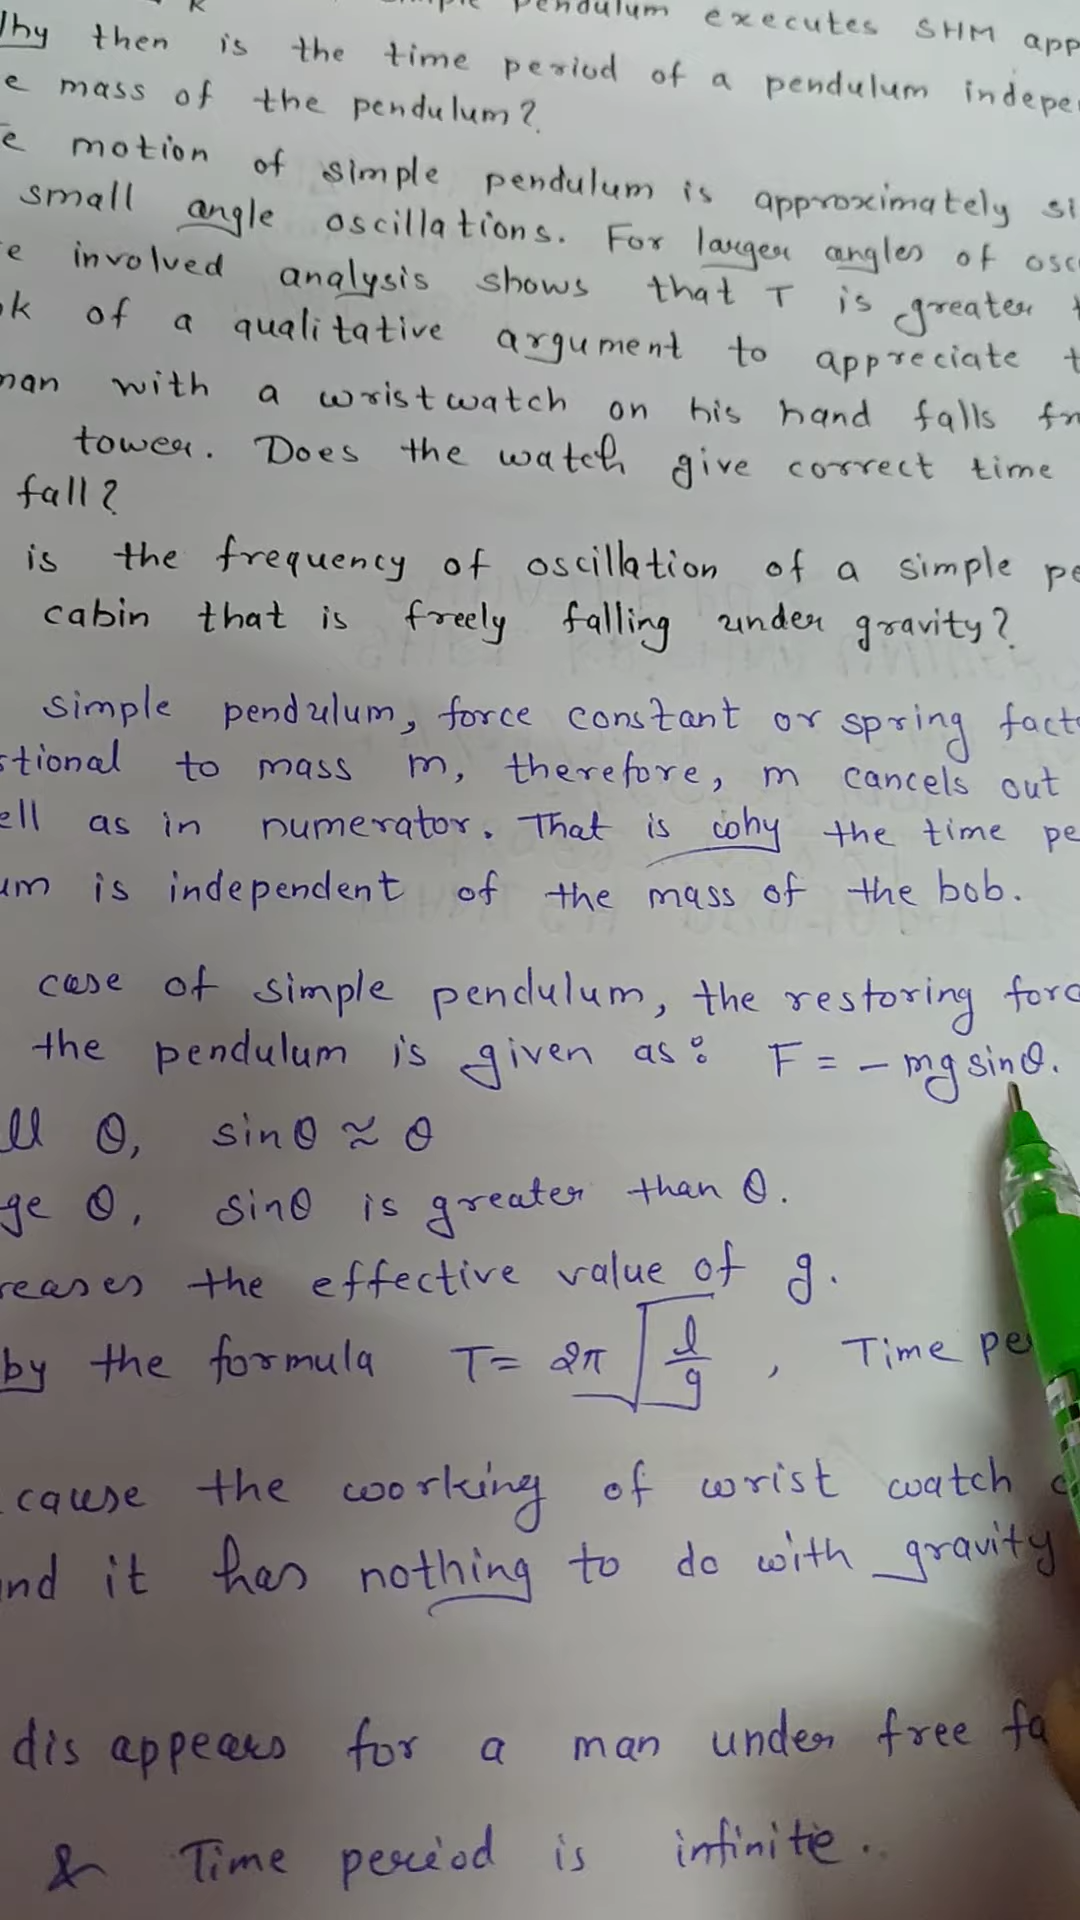 K simple pendulum executes SHM app
Why then is the time period of a pendulum indepen
e mass of the pendulum?
e motion of simple pendulum is approximately si
small angle oscillations. For larger angles of osci
e involved analysis shows that T is greater t
k of a qualitative argument to appreciate t
man with a wristwatch on his hand falls fr
tower. Does the watch give correct time
fall?
is the frequency of oscillation of a simple pe
cabin that is freely falling under gravity?
simple pendulum, force constant or spring facto
rtional to mass m, therefore, m cancels out
ell as in numerator. That is why the time pe
um is independent of the mass of the bob.
case of simple pendulum, the restoring forc
the pendulum is given as: F = - mg sinθ.
ll θ, sinθ ≈ θ
ge θ, sinθ is greater than θ.
reases the effective value of g.
by the formula T = 2π √l/g , Time pe
cause the working of wrist watch
nd it has nothing to do with gravity
disappears for a man under free fa
& Time period is infinite..